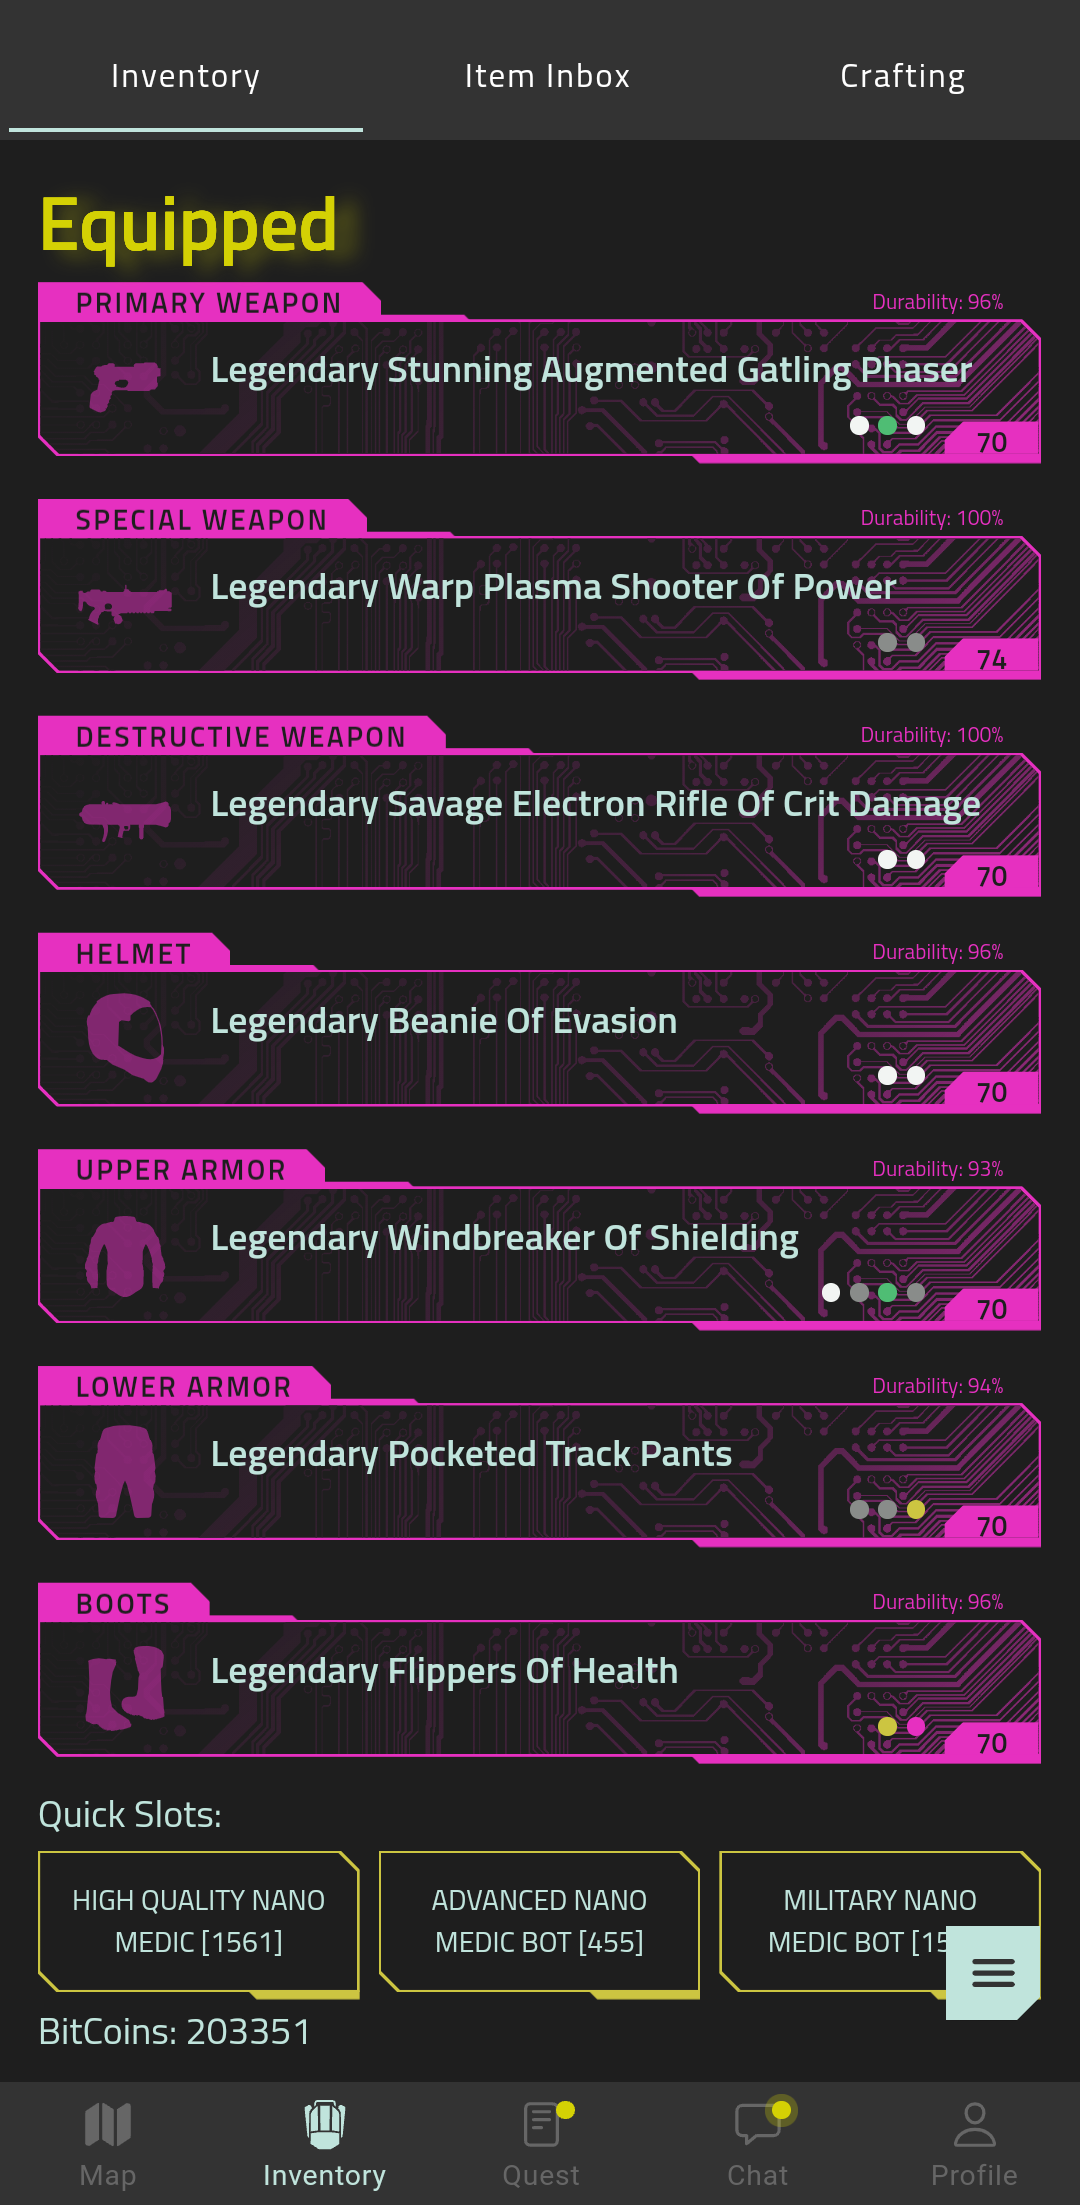 Inventory
Item Inbox
Crafting
Equipped
PRIMARY WEAPON
Durability: 96%
Legendary Stunning Augmented Gatling Phaser
70
SPECIAL WEAPON
Durability: 100%
Legendary Warp Plasma Shooter Of Power
74
DESTRUCTIVE WEAPON
Durability: 100%
Legendary Savage Electron Rifle Of Crit Damage
70
HELMET
Durability: 96%
Legendary Beanie Of Evasion
70
UPPER ARMOR
Durability: 93%
Legendary Windbreaker Of Shielding
70
LOWER ARMOR
Durability: 94%
Legendary Pocketed Track Pants
70
BOOTS
Durability: 96%
Legendary Flippers Of Health
70
Quick Slots:
HIGH QUALITY NANO
MEDIC [1561]
ADVANCED NANO
MEDIC BOT [455]
MILITARY NANO
MEDIC BOT
BitCoins: 203351
Map
Inventory
Quest
Chat
Profile